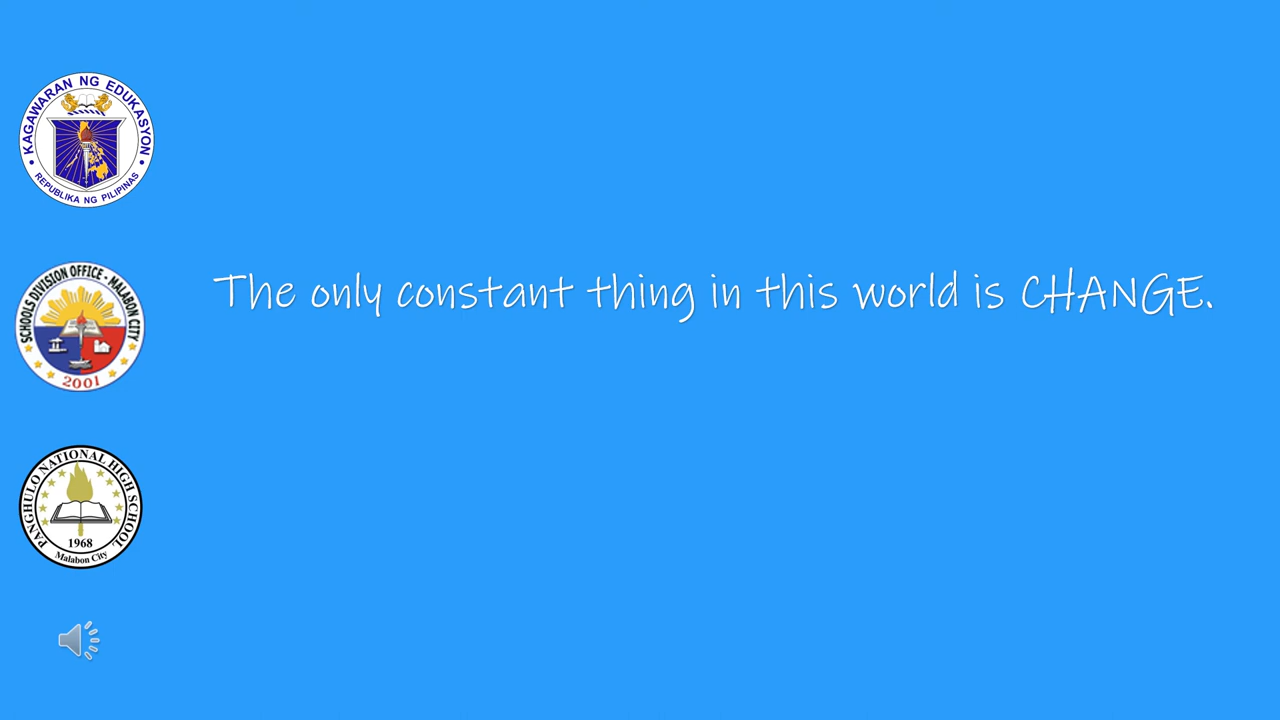 KAGAWARAN NG EDUKASYON
REPUBLIKA NG PILIPINAS
SCHOOLS DIVISION OFFICE - MALABON CITY
2001
The only constant thing in this world is CHANGE.
PANGHULO NATIONAL HIGH SCHOOL
1968
Malabon City